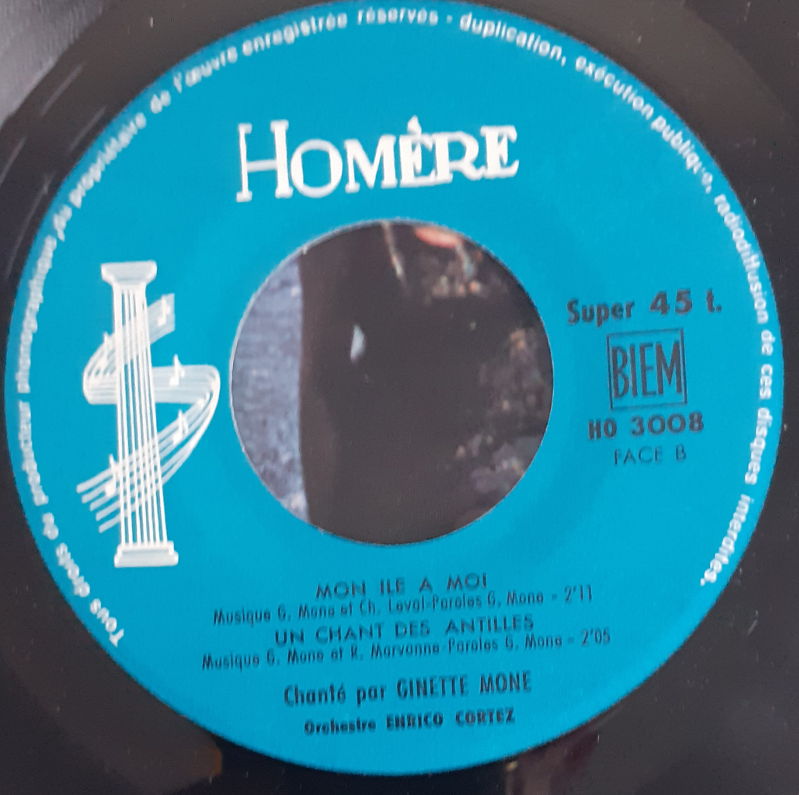 Tous droits du producteur phonographique, du propriétaire de l'œuvre enregistrée réservés - duplication, exécution publique, radiodiffusion de ces disques interdites.
HOMÈRE
Super 45 t.
BIEM
HO 3008
FACE B
MON ILE A MOI
Musique G. Mone et Ch. Laval-Paroles G. Mone - 2'11
UN CHANT DES ANTILLES
Musique G. Mone et R. Marvanne-Paroles G. Mone - 2'05
Chanté par GINETTE MONE
Orchestre ENRICO CORTEZ